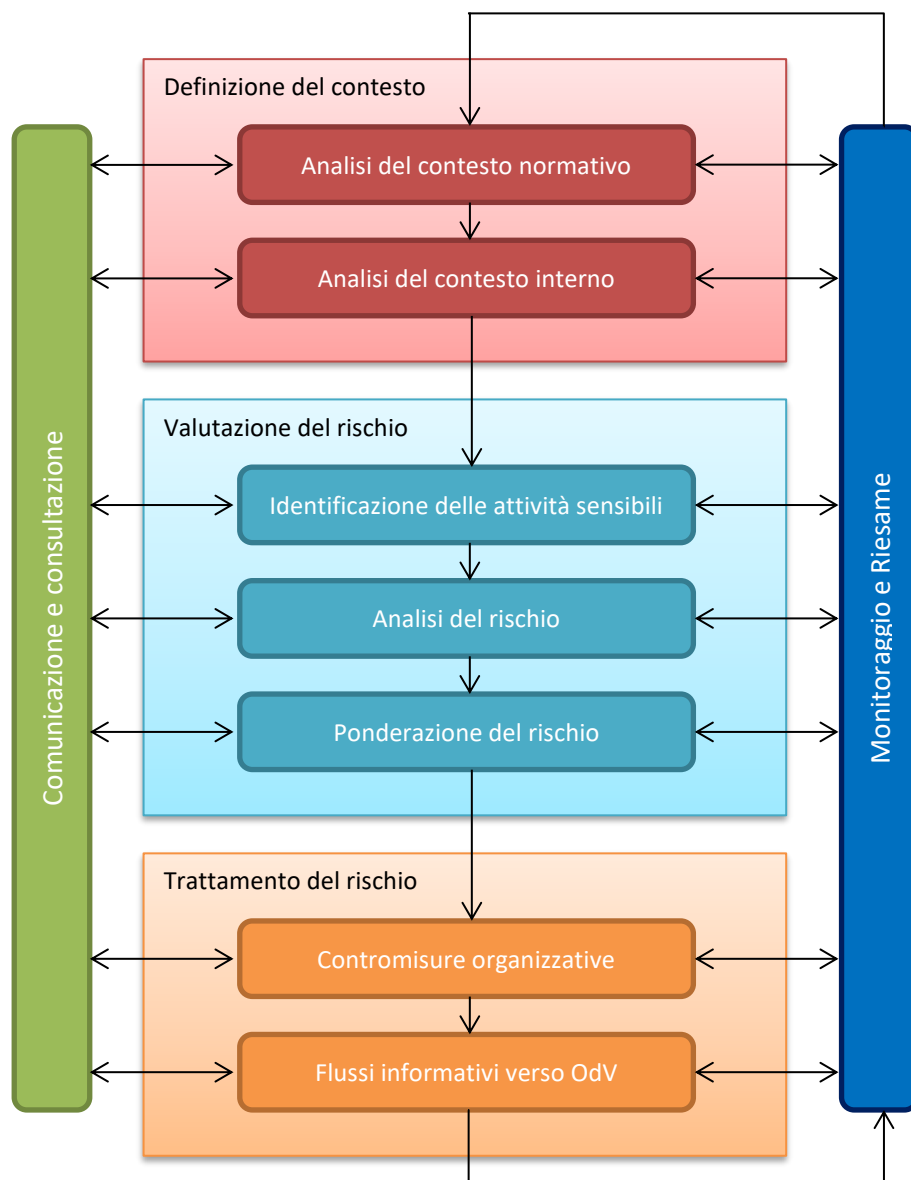 Definizione del contesto
Analisi del contesto normativo
Analisi del contesto interno
Valutazione del rischio
Identificazione delle attività sensibili
Analisi del rischio
Ponderazione del rischio
Trattamento del rischio
Contromisure organizzative
Flussi informativi verso OdV
Comunicazione e consultazione
Monitoraggio e Riesame